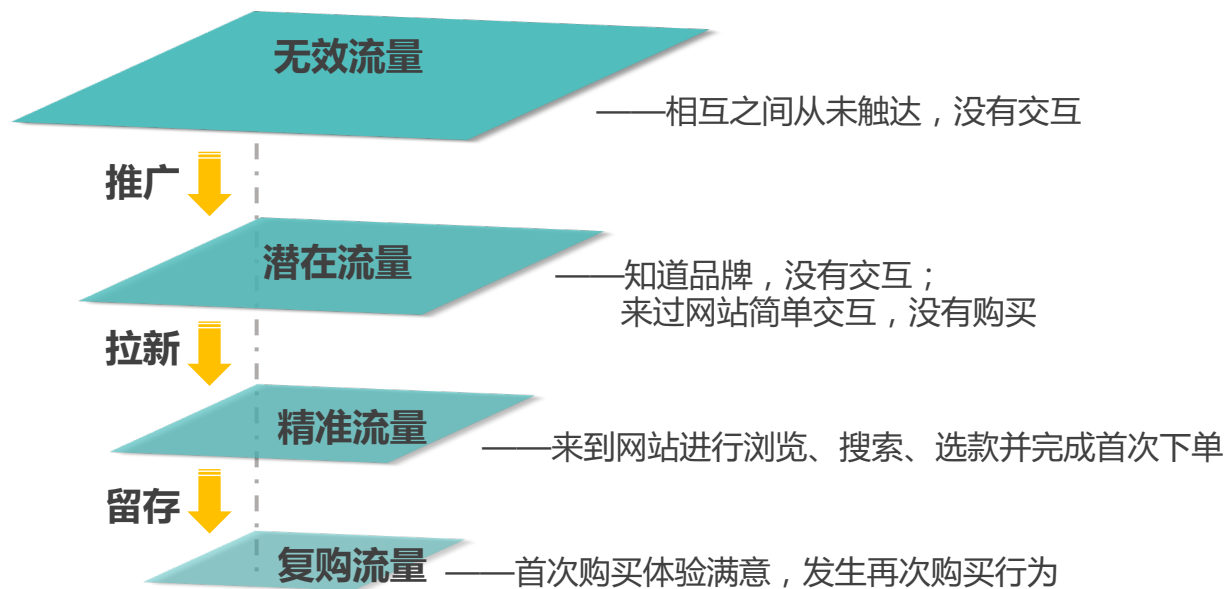 无效流量
——相互之间从未触达，没有交互
推广
潜在流量
——知道品牌，没有交互；
来过网站简单交互，没有购买
拉新
精准流量
——来到网站进行浏览、搜索、选款并完成首次下单
留存
复购流量
——首次购买体验满意，发生再次购买行为